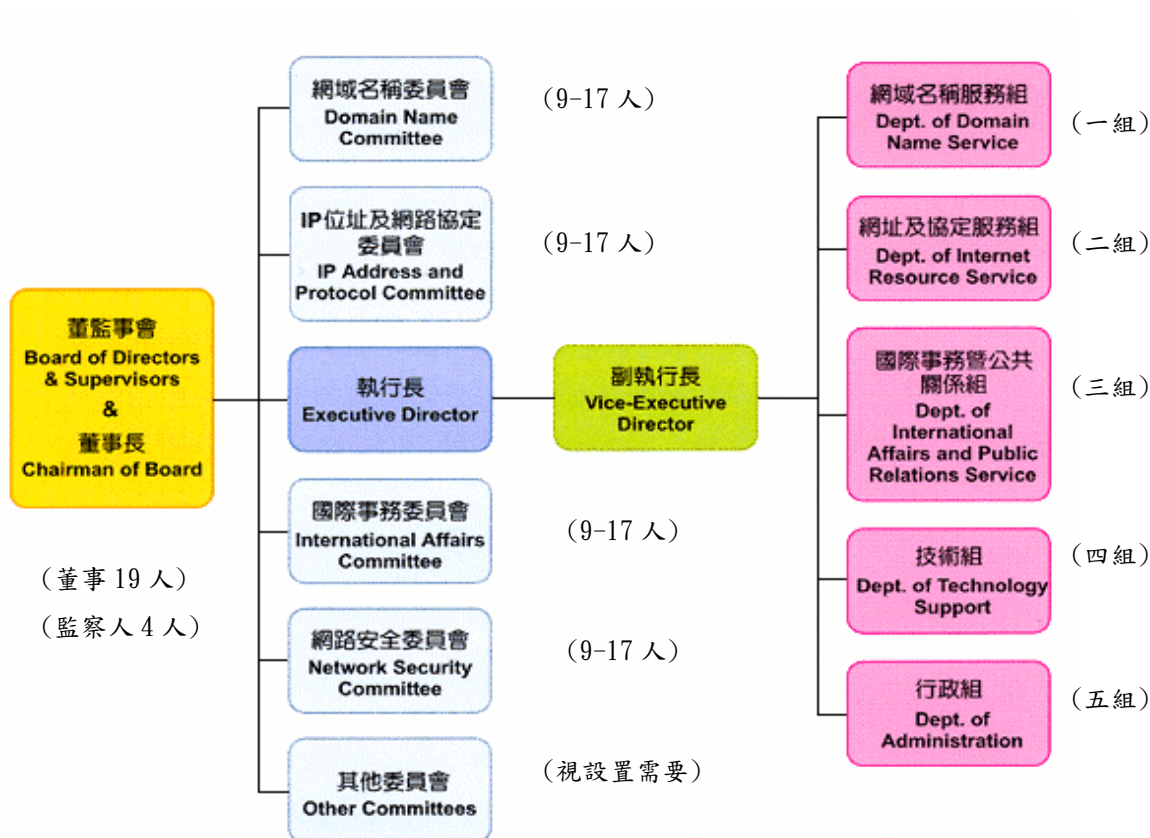 董監事會
Board of Directors
& Supervisors
&
董事長
Chairman of Board
(董事 19 人)
(監察人 4 人)
網域名稱委員會
Domain Name
Committee
(9-17 人)
IP位址及網路協定
委員會
IP Address and
Protocol Committee
(9-17 人)
執行長
Executive Director
副執行長
Vice-Executive
Director
國際事務委員會
International Affairs
Committee
(9-17 人)
網路安全委員會
Network Security
Committee
(9-17 人)
其他委員會
Other Committees
(視設置需要)
網域名稱服務組
Dept. of Domain
Name Service
(一組)
網址及協定服務組
Dept. of Internet
Resource Service
(二組)
國際事務暨公共
關係組
Dept. of
International
Affairs and Public
Relations Service
(三組)
技術組
Dept. of Technology
Support
(四組)
行政組
Dept. of
Administration
(五組)